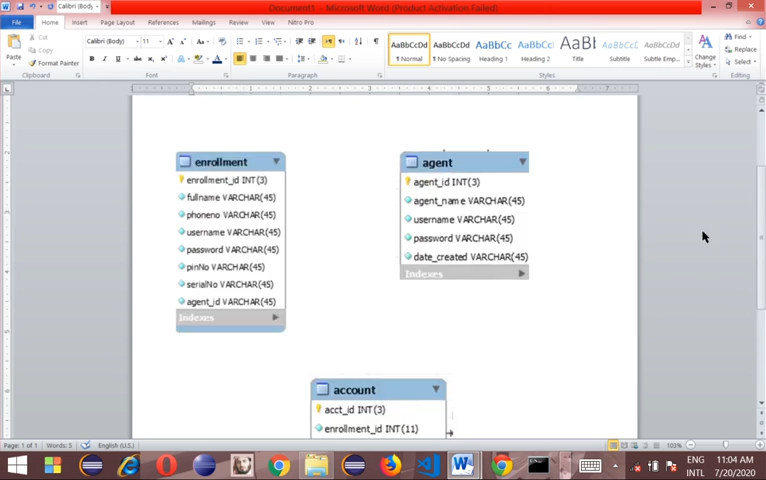 Document1 - Microsoft Word (Product Activation Failed)
File Home Insert Page Layout References Mailings Review View Nitro Pro
Cut
Copy
Format Painter
Paste
Clipboard
Calibri (Body) 11
Font
Paragraph
AaBbCcDd AaBbCcDd AaBbCc AaBbCc AaBl AaBbCcL AaBbCcDd
¶ Normal ¶ No Spacing Heading 1 Heading 2 Title Subtitle Subtle Emp...
Styles
Change Styles
Find
Replace
Select
Editing
enrollment
enrollment_id INT(3)
fullname VARCHAR(45)
phoneno VARCHAR(45)
username VARCHAR(45)
password VARCHAR(45)
pinNo VARCHAR(45)
serialNo VARCHAR(45)
agent_id VARCHAR(45)
Indexes
agent
agent_id INT(3)
agent_name VARCHAR(45)
username VARCHAR(45)
password VARCHAR(45)
date_created VARCHAR(45)
Indexes
account
acct_id INT(3)
enrollment_id INT(11)
Page: 1 of 1 Words: 5 English (U.S.) 103%
ENG 11:04 AM
INTL 7/20/2020